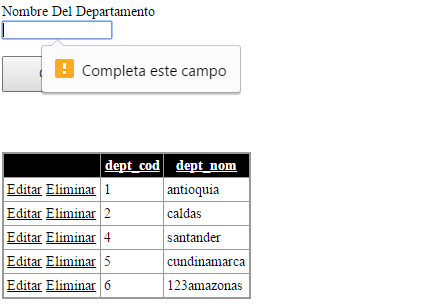 Nombre Del Departamento
Completa este campo
dept_cod dept_nom
Editar Eliminar 1 antioquia
Editar Eliminar 2 caldas
Editar Eliminar 4 santander
Editar Eliminar 5 cundinamarca
Editar Eliminar 6 123amazonas